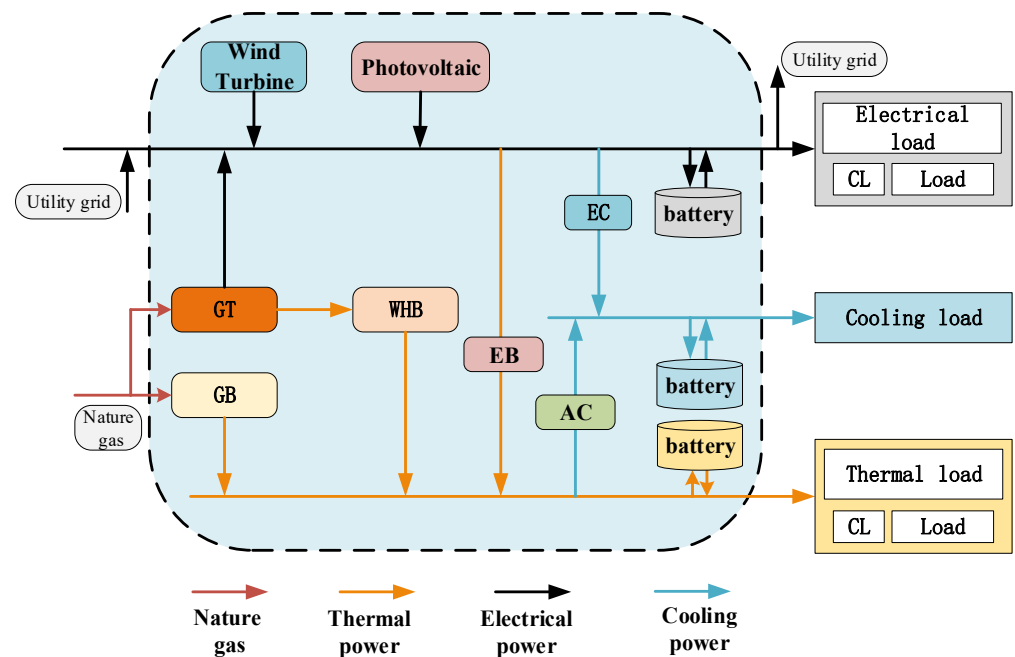 Wind
Turbine
Photovoltaic
Utility grid
Electrical
load
CL
Load
Utility grid
EC
battery
GT
WHB
Cooling load
EB
battery
GB
AC
Nature
gas
battery
Thermal load
CL
Load
Nature
gas
Thermal
power
Electrical
power
Cooling
power